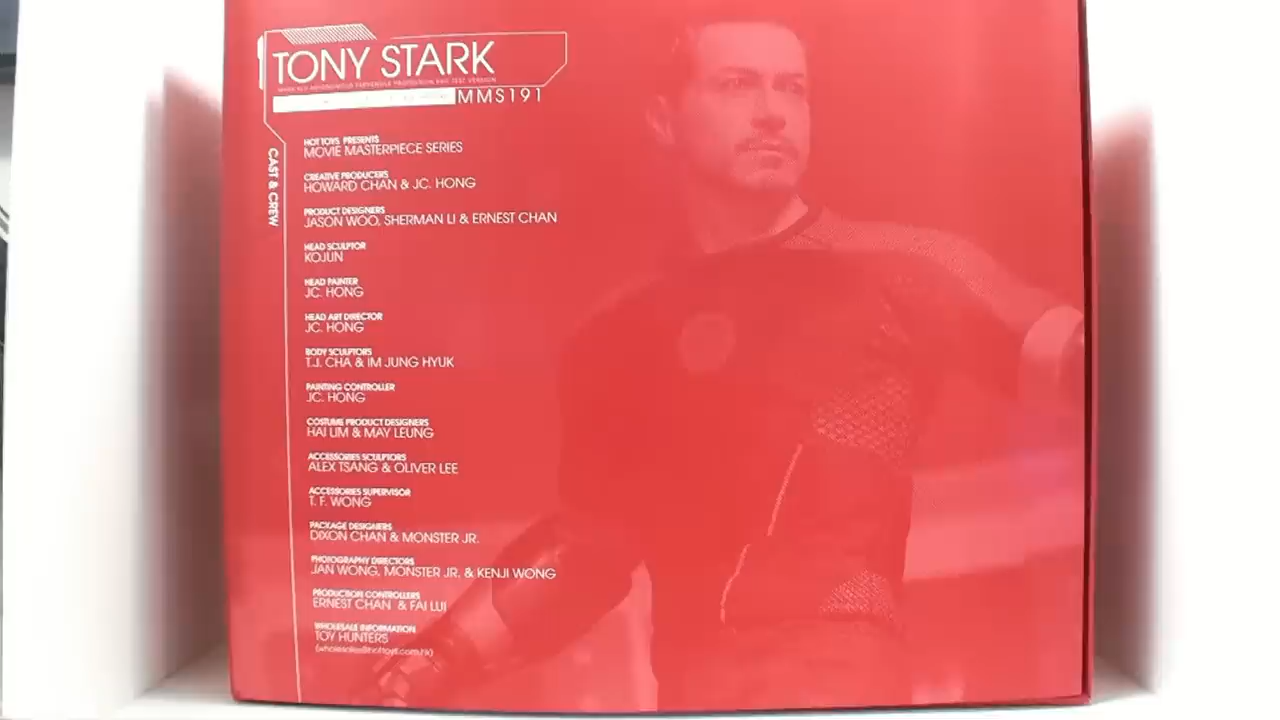 TONY STARK
MMS191
CAST & CREW
HOT TOYS PRESENTS
MOVIE MASTERPIECE SERIES
CREATIVE PRODUCERS
HOWARD CHAN & JC. HONG
PRODUCT DESIGNERS
JASON WOO, SHERMAN LI & ERNEST CHAN
HEAD SCULPTOR
KOJUN
HEAD PAINTER
JC. HONG
HEAD ART DIRECTOR
JC. HONG
BODY SCULPTORS
T.J. CHA & IM JUNG HYUK
PAINTING CONTROLLER
JC. HONG
COSTUME PRODUCT DESIGNERS
HAI LIM & MAY LEUNG
ACCESSORIES SCULPTORS
ALEX TSANG & OLIVER LEE
ACCESSORIES SUPERVISOR
T. F. WONG
PACKAGE DESIGNERS
DIXON CHAN & MONSTER JR.
PHOTOGRAPHY DIRECTORS
JAN WONG, MONSTER JR. & KENJI WONG
PRODUCTION CONTROLLERS
ERNEST CHAN & FAI LUI
WHOLESALE INFORMATION
TOY HUNTERS
(wholesales@hottoys.com.hk)